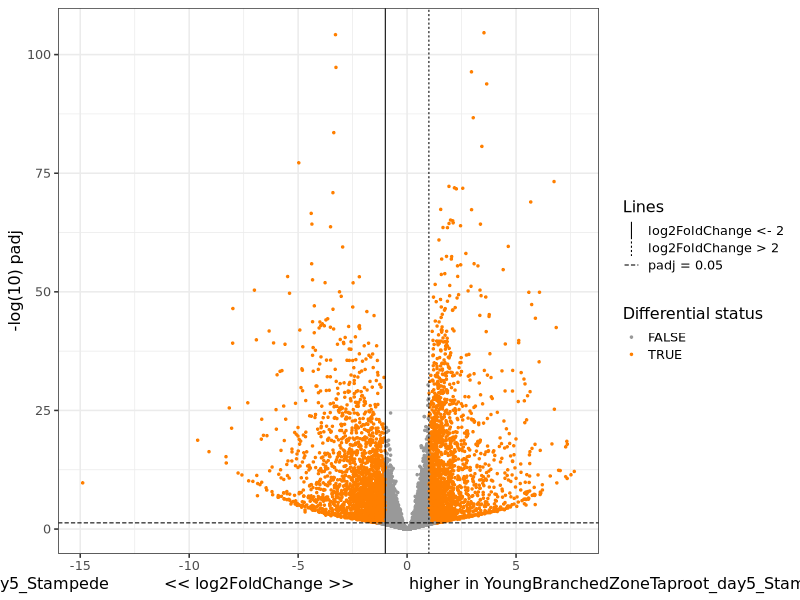 100
75
50
25
0
-log(10) padj
-15
-10
-5
0
5
y5_Stampede << log2FoldChange >> higher in YoungBranchedZoneTaproot_day5_Stam
Lines
log2FoldChange <- 2
log2FoldChange > 2
padj = 0.05
Differential status
FALSE
TRUE